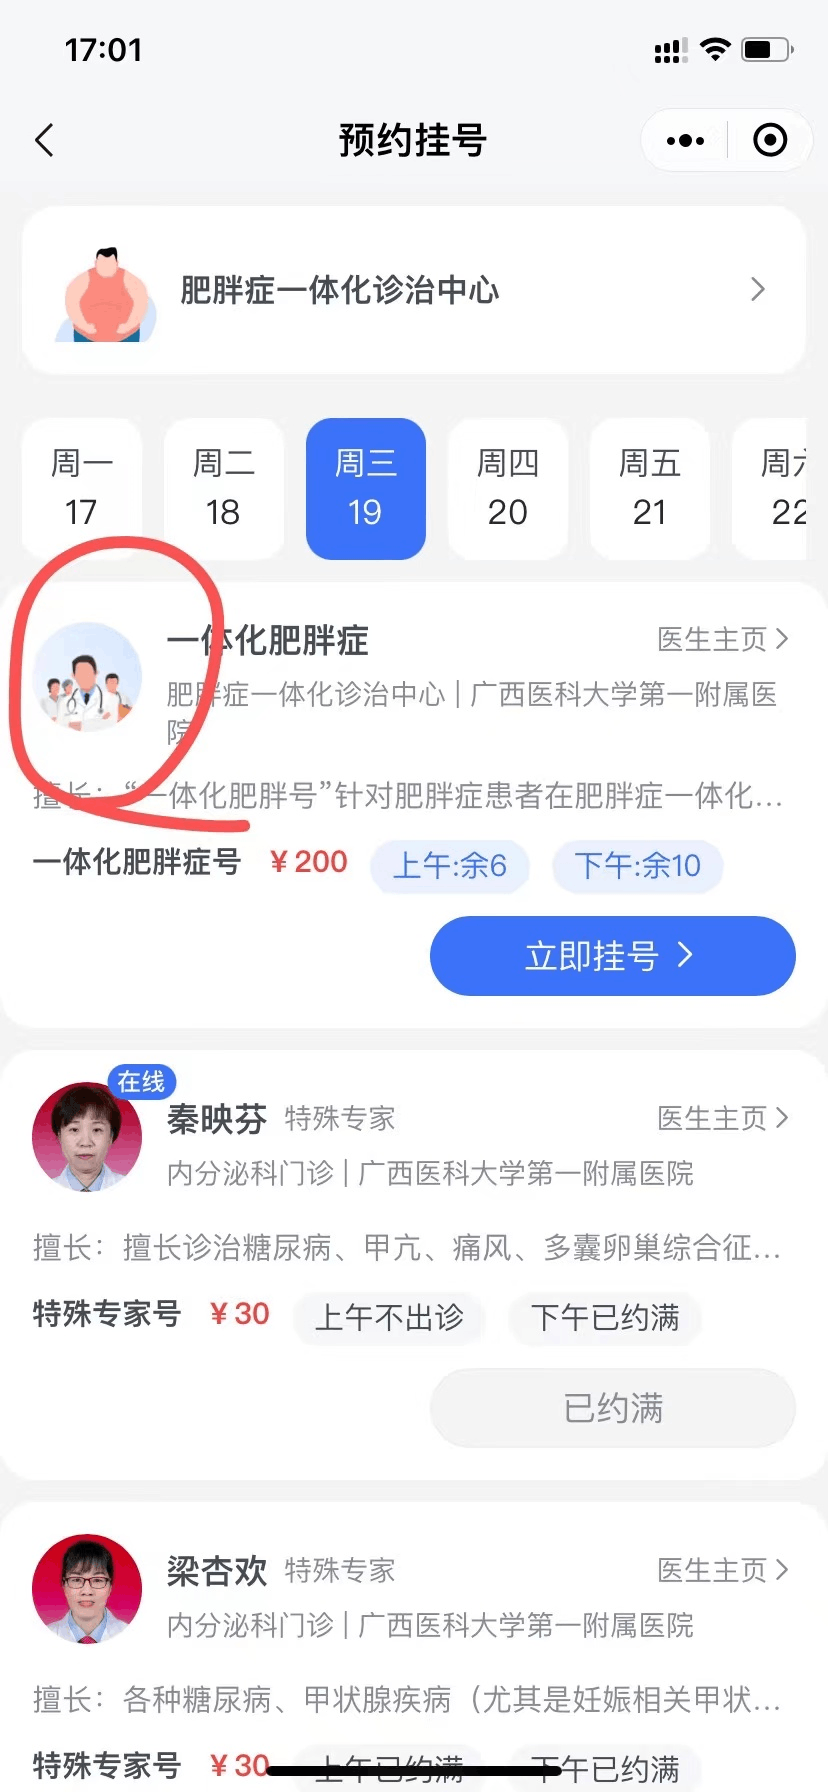 17:01
预约挂号
肥胖症一体化诊治中心
周一
17
周二
18
周三
19
周四
20
周五
21
周六
22
一体化肥胖症
医生主页
肥胖症一体化诊治中心 | 广西医科大学第一附属医
院
擅长：“一体化肥胖号”针对肥胖症患者在肥胖症一体化...
一体化肥胖症号 ¥200 上午:余6 下午:余10
立即挂号
在线
秦映芬 特殊专家 医生主页
内分泌科门诊 | 广西医科大学第一附属医院
擅长：擅长诊治糖尿病、甲亢、痛风、多囊卵巢综合征...
特殊专家号 ¥30 上午不出诊 下午已约满
已约满
梁杏欢 特殊专家 医生主页
内分泌科门诊 | 广西医科大学第一附属医院
擅长：各种糖尿病、甲状腺疾病（尤其是妊娠相关甲状...
特殊专家号 ¥30 上午已约满 下午已约满